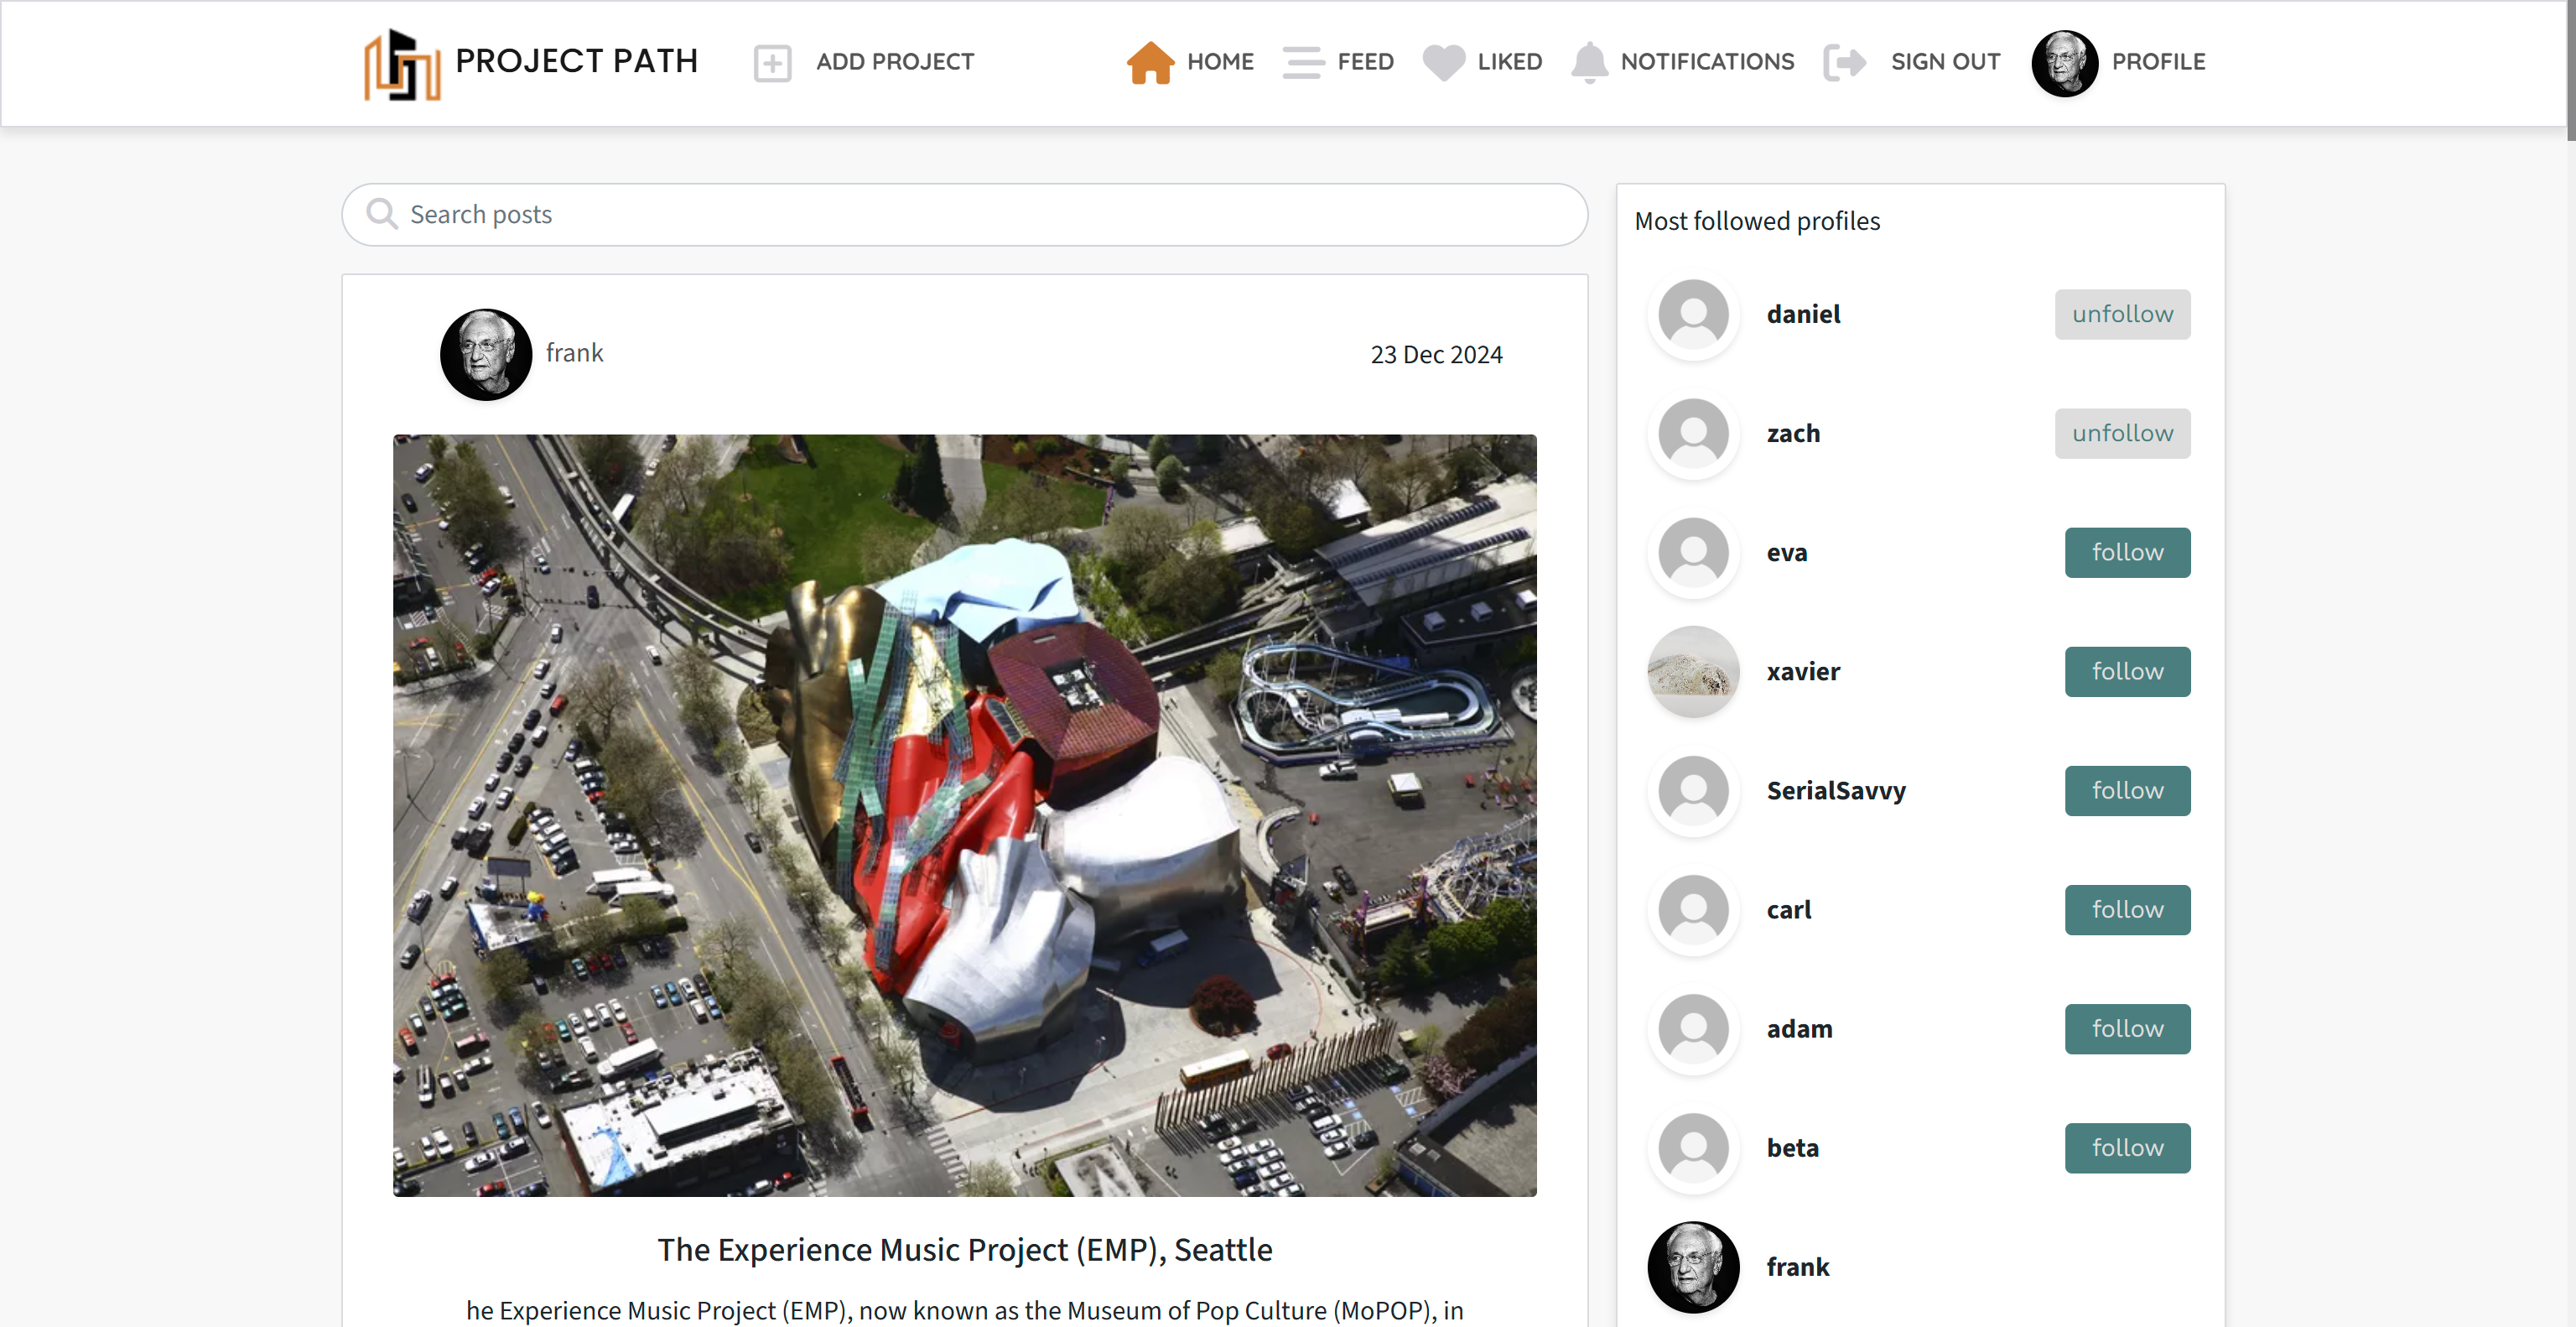 PROJECT PATH
ADD PROJECT
HOME
FEED
LIKED
NOTIFICATIONS
SIGN OUT
PROFILE
Search posts
frank
23 Dec 2024
The Experience Music Project (EMP), Seattle
he Experience Music Project (EMP), now known as the Museum of Pop Culture (MoPOP), in
Most followed profiles
daniel
unfollow
zach
unfollow
eva
follow
xavier
follow
SerialSavvy
follow
carl
follow
adam
follow
beta
follow
frank